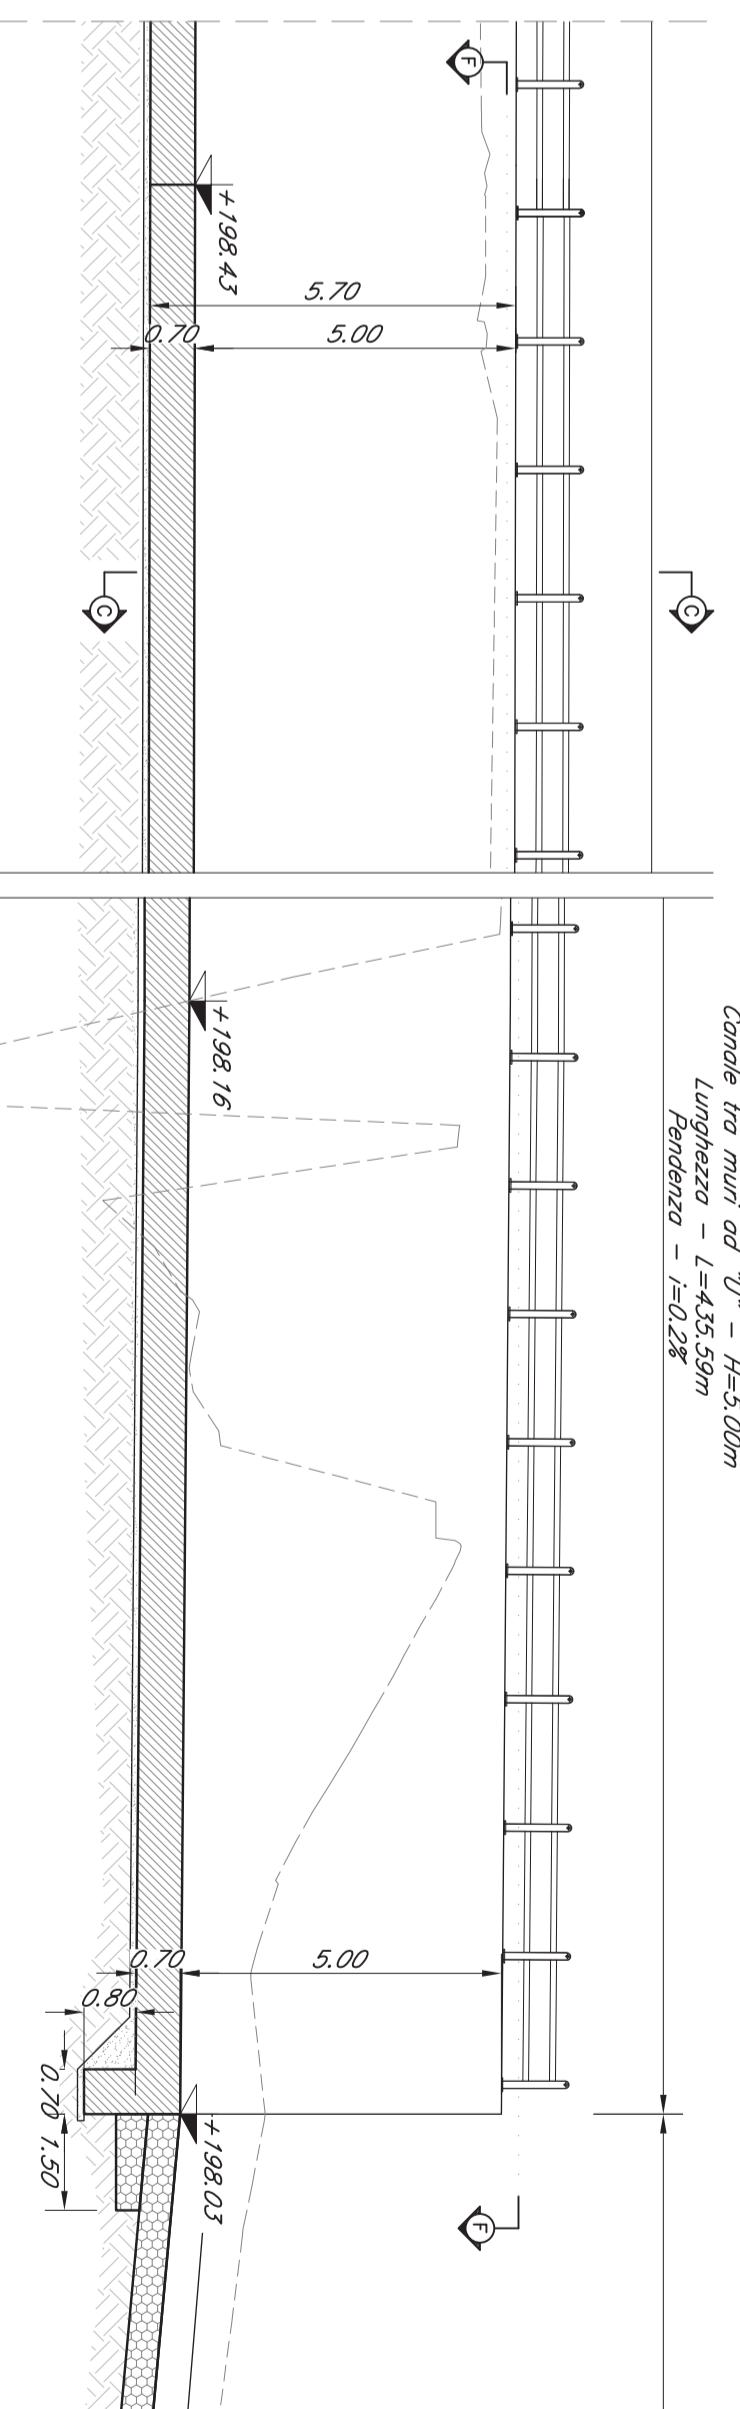 Canale tra muri ad "U" - H=5.00m
Lunghezza - L=435.59m
Pendenza - i=0.2%
F
+198.43
5.70
0.70
5.00
C
C
+198.16
0.70
5.00
0.80
0.70
1.50
+198.03
F